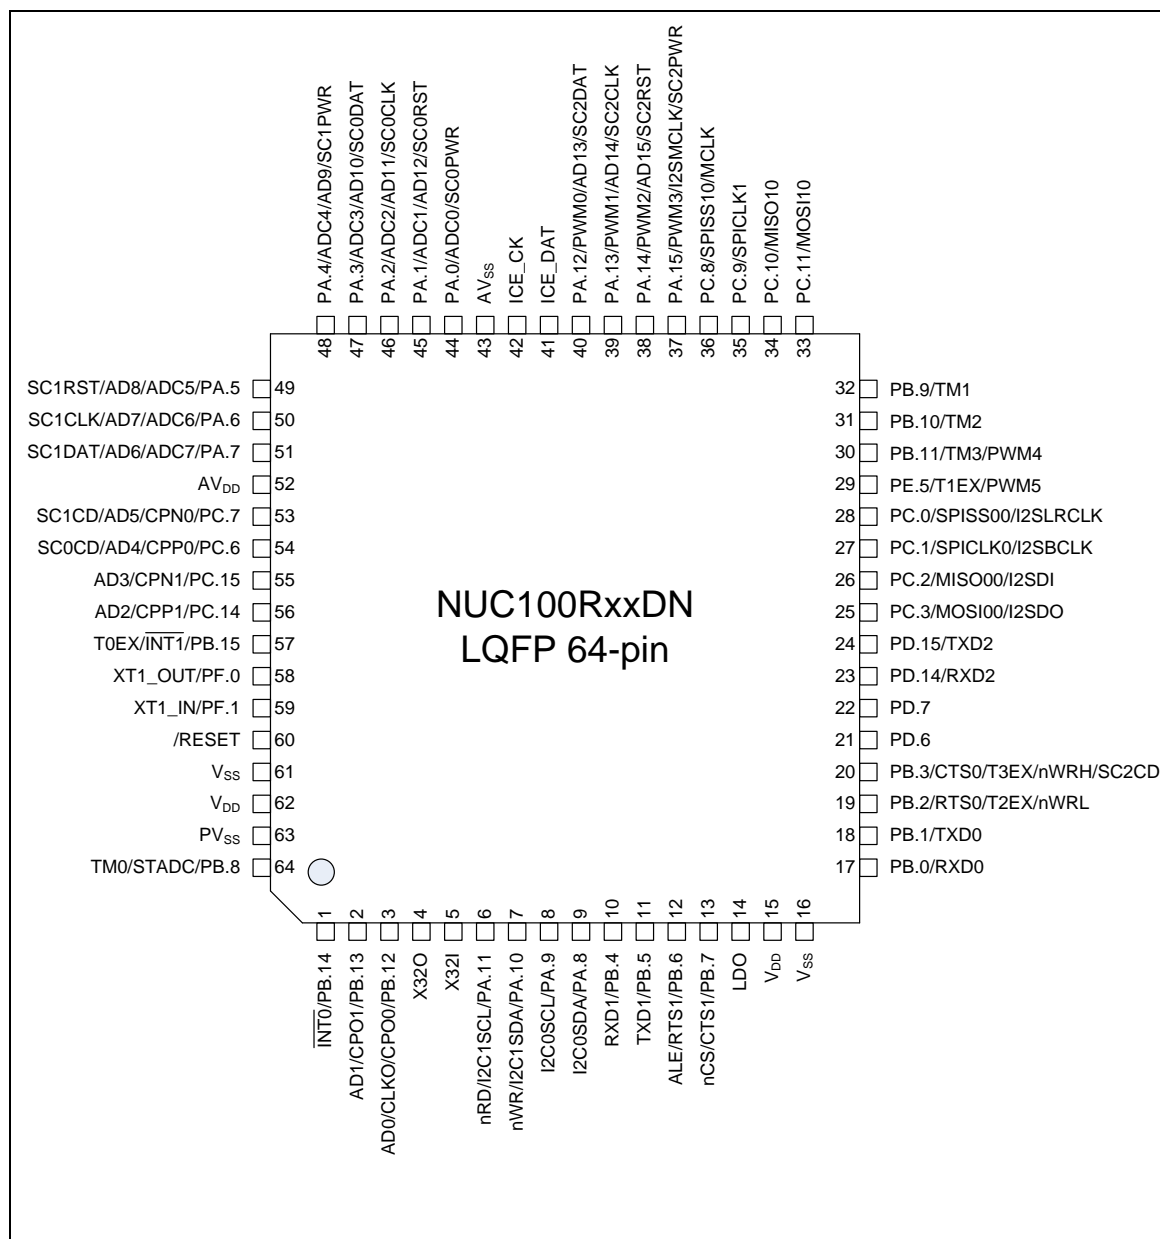 PA.4/ADC4/AD9/SC1PWR
PA.3/ADC3/AD10/SC0DAT
PA.2/ADC2/AD11/SC0CLK
PA.1/ADC1/AD12/SC0RST
PA.0/ADC0/SC0PWR
AVSS
ICE_CK
ICE_DAT
PA.12/PWM0/AD13/SC2DAT
PA.13/PWM1/AD14/SC2CLK
PA.14/PWM2/AD15/SC2RST
PA.15/PWM3/I2SMCLK/SC2PWR
PC.8/SPISS10/MCLK
PC.9/SPICLK1
PC.10/MISO10
PC.11/MOSI10
48 47 46 45 44 43 42 41 40 39 38 37 36 35 34 33
SC1RST/AD8/ADC5/PA.5 49
SC1CLK/AD7/ADC6/PA.6 50
SC1DAT/AD6/ADC7/PA.7 51
AVDD 52
SC1CD/AD5/CPN0/PC.7 53
SC0CD/AD4/CPP0/PC.6 54
AD3/CPN1/PC.15 55
AD2/CPP1/PC.14 56
T0EX/INT1/PB.15 57
XT1_OUT/PF.0 58
XT1_IN/PF.1 59
/RESET 60
VSS 61
VDD 62
PVSS 63
TM0/STADC/PB.8 64
NUC100RxxDN
LQFP 64-pin
32 PB.9/TM1
31 PB.10/TM2
30 PB.11/TM3/PWM4
29 PE.5/T1EX/PWM5
28 PC.0/SPISS00/I2SLRCLK
27 PC.1/SPICLK0/I2SBCLK
26 PC.2/MISO00/I2SDI
25 PC.3/MOSI00/I2SDO
24 PD.15/TXD2
23 PD.14/RXD2
22 PD.7
21 PD.6
20 PB.3/CTS0/T3EX/nWRH/SC2CD
19 PB.2/RTS0/T2EX/nWRL
18 PB.1/TXD0
17 PB.0/RXD0
1 2 3 4 5 6 7 8 9 10 11 12 13 14 15 16
INT0/PB.14
AD1/CPO1/PB.13
AD0/CLKO/CPO0/PB.12
X32O
X32I
nRD/I2C1SCL/PA.11
nWR/I2C1SDA/PA.10
I2C0SCL/PA.9
I2C0SDA/PA.8
RXD1/PB.4
TXD1/PB.5
ALE/RTS1/PB.6
nCS/CTS1/PB.7
LDO
VDD
VSS